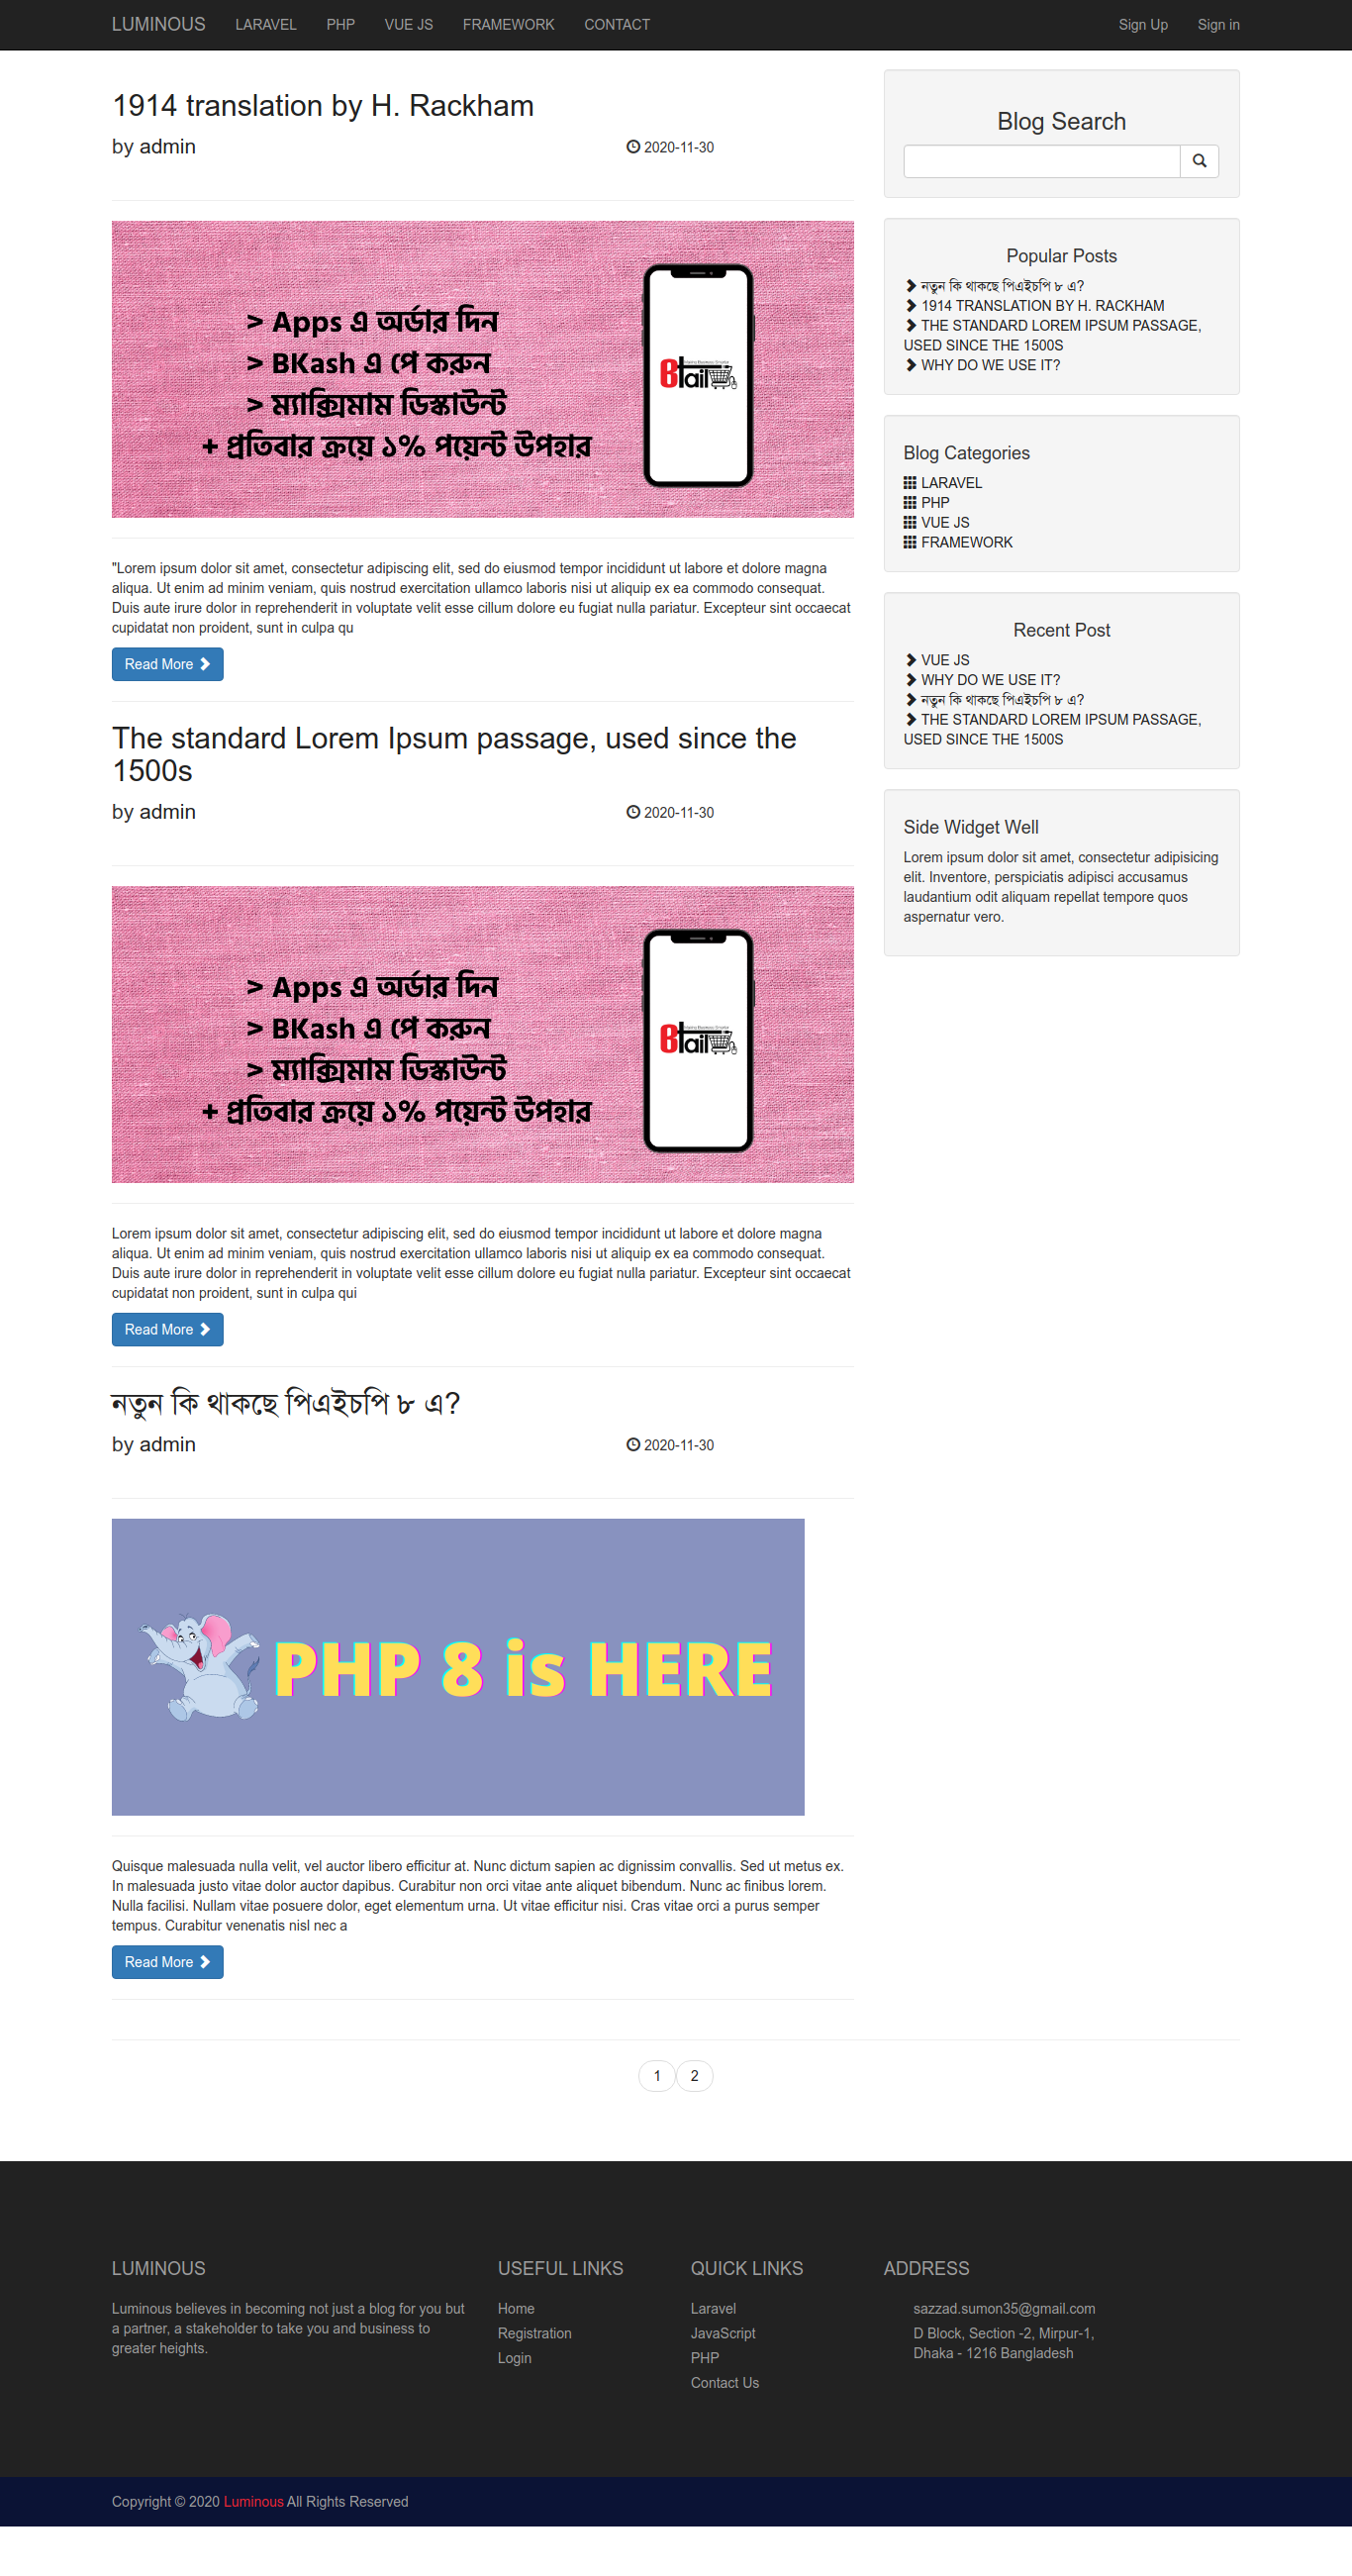 LUMINOUS LARAVEL PHP VUE JS FRAMEWORK CONTACT Sign Up Sign in
1914 translation by H. Rackham
by admin 2020-11-30
> Apps এ অর্ডার দিন
> BKash এ পে করুন
> ম্যাক্সিমাম ডিস্কাউন্ট
+ প্রতিবার ক্রয়ে ১% পয়েন্ট উপহার
8tail
"Lorem ipsum dolor sit amet, consectetur adipiscing elit, sed do eiusmod tempor incididunt ut labore et dolore magna
aliqua. Ut enim ad minim veniam, quis nostrud exercitation ullamco laboris nisi ut aliquip ex ea commodo consequat.
Duis aute irure dolor in reprehenderit in voluptate velit esse cillum dolore eu fugiat nulla pariatur. Excepteur sint occaecat
cupidatat non proident, sunt in culpa qu
Read More
The standard Lorem Ipsum passage, used since the
1500s
by admin 2020-11-30
> Apps এ অর্ডার দিন
> BKash এ পে করুন
> ম্যাক্সিমাম ডিস্কাউন্ট
+ প্রতিবার ক্রয়ে ১% পয়েন্ট উপহার
8tail
Lorem ipsum dolor sit amet, consectetur adipiscing elit, sed do eiusmod tempor incididunt ut labore et dolore magna
aliqua. Ut enim ad minim veniam, quis nostrud exercitation ullamco laboris nisi ut aliquip ex ea commodo consequat.
Duis aute irure dolor in reprehenderit in voluptate velit esse cillum dolore eu fugiat nulla pariatur. Excepteur sint occaecat
cupidatat non proident, sunt in culpa qui
Read More
নতুন কি থাকছে পিএইচপি ৮ এ?
by admin 2020-11-30
PHP 8 is HERE
Quisque malesuada nulla velit, vel auctor libero efficitur at. Nunc dictum sapien ac dignissim convallis. Sed ut metus ex.
In malesuada justo vitae dolor auctor dapibus. Curabitur non orci vitae ante aliquet bibendum. Nunc ac finibus lorem.
Nulla facilisi. Nullam vitae posuere dolor, eget elementum urna. Ut vitae efficitur nisi. Cras vitae orci a purus semper
tempus. Curabitur venenatis nisl nec a
Read More
Blog Search
Popular Posts
নতুন কি থাকছে পিএইচপি ৮ এ?
1914 TRANSLATION BY H. RACKHAM
THE STANDARD LOREM IPSUM PASSAGE,
USED SINCE THE 1500S
WHY DO WE USE IT?
Blog Categories
LARAVEL
PHP
VUE JS
FRAMEWORK
Recent Post
VUE JS
WHY DO WE USE IT?
নতুন কি থাকছে পিএইচপি ৮ এ?
THE STANDARD LOREM IPSUM PASSAGE,
USED SINCE THE 1500S
Side Widget Well
Lorem ipsum dolor sit amet, consectetur adipisicing
elit. Inventore, perspiciatis adipisci accusamus
laudantium odit aliquam repellat tempore quos
aspernatur vero.
1 2
LUMINOUS
Luminous believes in becoming not just a blog for you but
a partner, a stakeholder to take you and business to
greater heights.
USEFUL LINKS
Home
Registration
Login
QUICK LINKS
Laravel
JavaScript
PHP
Contact Us
ADDRESS
sazzad.sumon35@gmail.com
D Block, Section -2, Mirpur-1,
Dhaka - 1216 Bangladesh
Copyright © 2020 Luminous All Rights Reserved